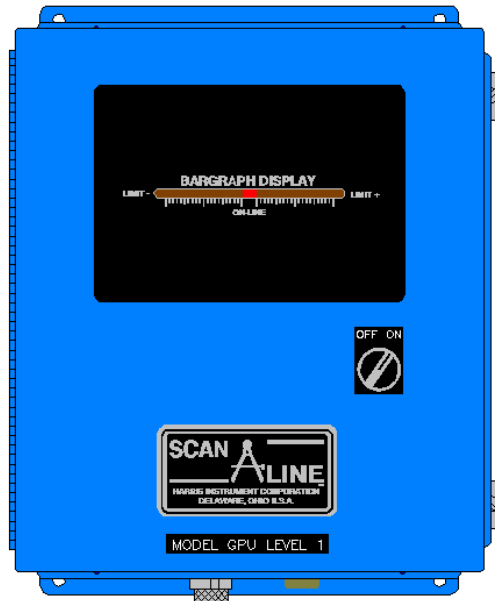 BARGRAPH DISPLAY
LIMIT - LIMIT +
ON-LINE
OFF ON
SCAN A LINE
HARRIS INSTRUMENT CORPORATION
DELAWARE, OHIO U.S.A.
MODEL GPU LEVEL 1